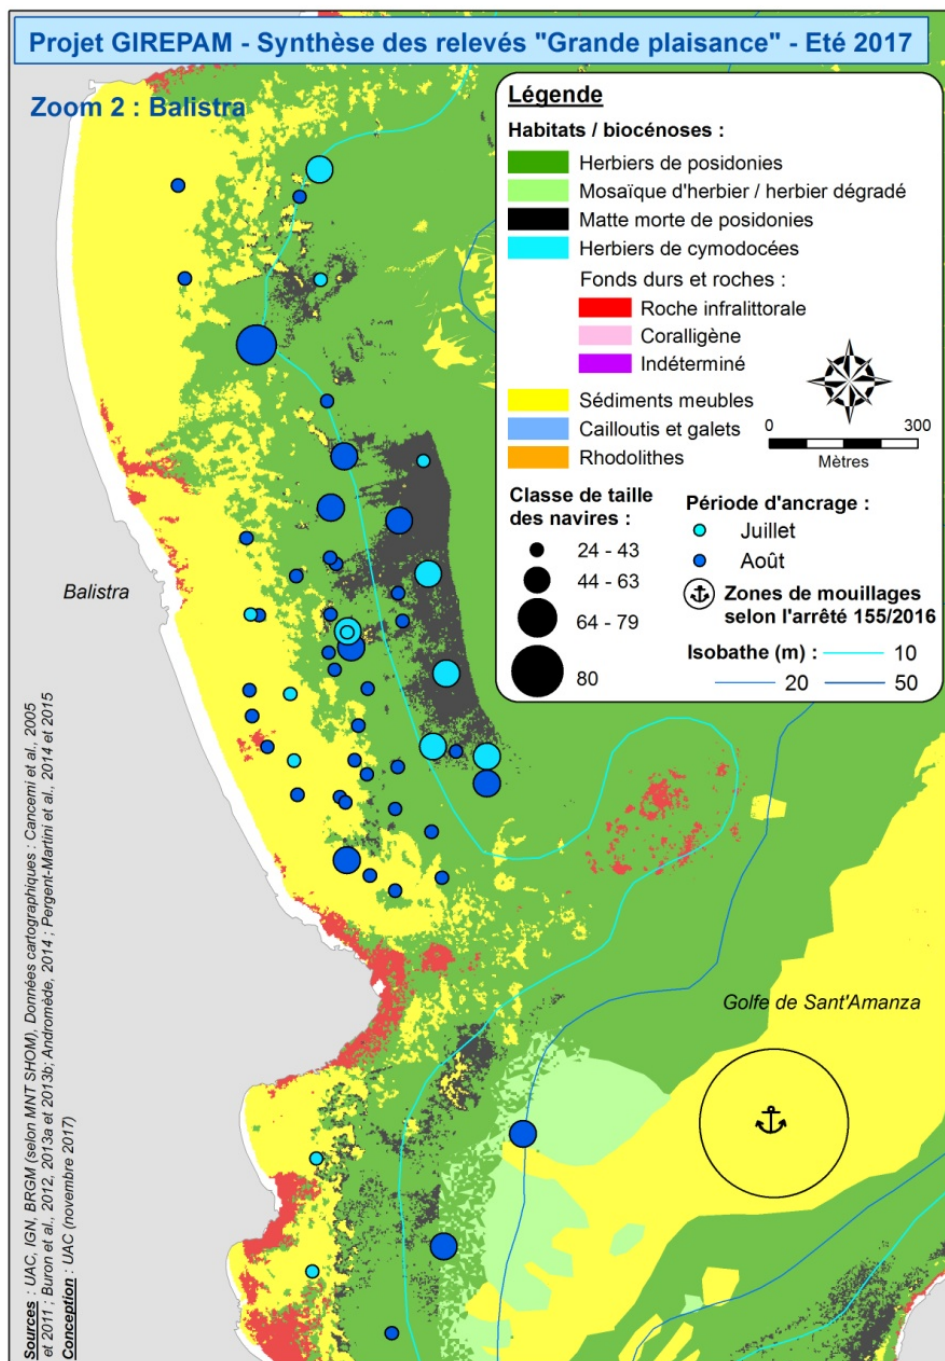 Projet GIREPAM - Synthèse des relevés "Grande plaisance" - Eté 2017
Zoom 2 : Balistra
Légende
Habitats / biocénoses :
Herbiers de posidonies
Mosaïque d'herbier / herbier dégradé
Matte morte de posidonies
Herbiers de cymodocées
Fonds durs et roches :
Roche infralittorale
Coralligène
Indéterminé
Sédiments meubles
Cailloutis et galets
Rhodolithes
0 300
Mètres
Classe de taille
des navires :
24 - 43
44 - 63
64 - 79
80
Période d'ancrage :
Juillet
Août
Zones de mouillages
selon l'arrêté 155/2016
Isobathe (m) : 10
20 50
Balistra
Golfe de Sant'Amanza
Sources : UAC, IGN, BRGM (selon MNT SHOM), Données cartographiques : Cancemi et al., 2005
et 2011 ; Buron et al., 2012, 2013a et 2013b; Andromède, 2014 ; Pergent-Martini et al., 2014 et 2015
Conception : UAC (novembre 2017)